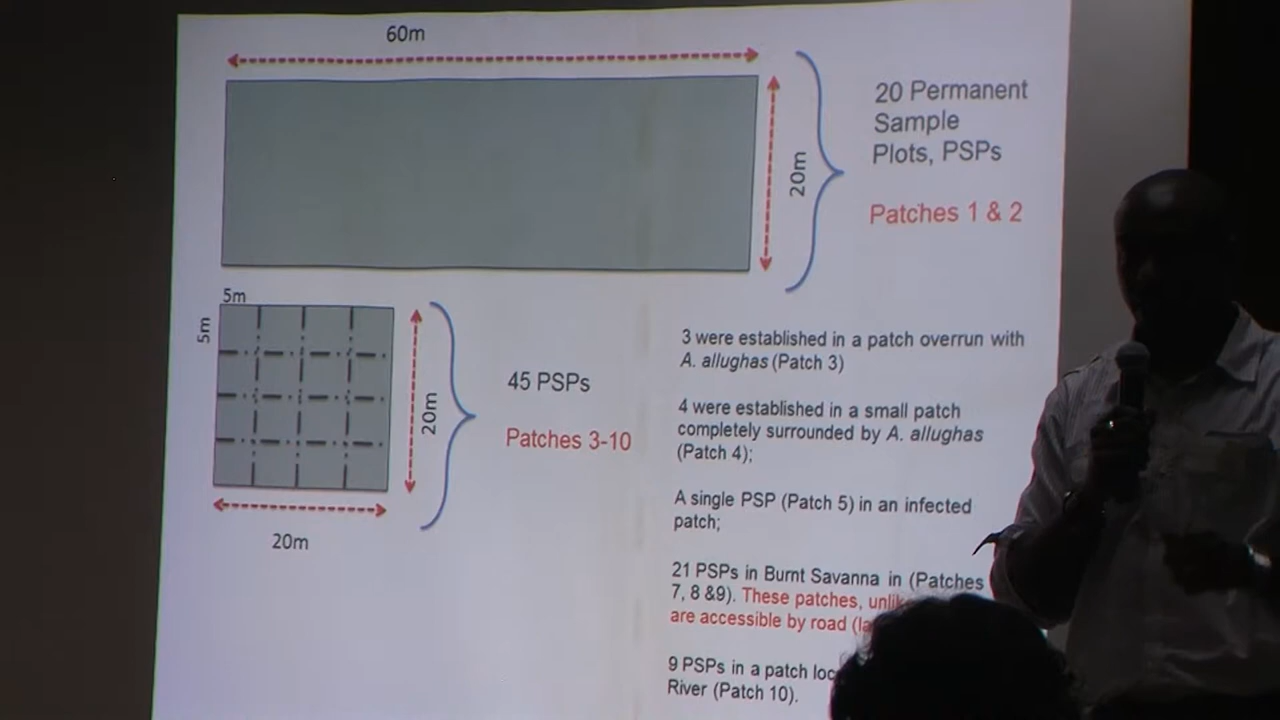 60m
20m
20 Permanent
Sample
Plots, PSPs
Patches 1 & 2
5m
5m
20m
20m
45 PSPs
Patches 3-10
3 were established in a patch overrun with
A. allughas (Patch 3)
4 were established in a small patch
completely surrounded by A. allughas
(Patch 4);
A single PSP (Patch 5) in an infected
patch;
21 PSPs in Burnt Savanna in (Patches
7, 8 &9). These patches,
are accessible by road
9 PSPs in a patch
River (Patch 10).